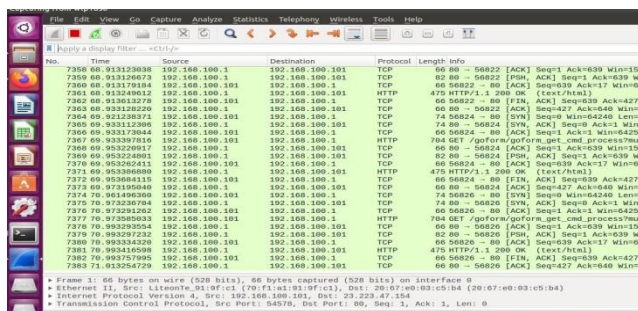 Capturing from wlp1s0
File Edit View Go Capture Analyze Statistics Telephony Wireless Tools Help
Apply a display filter ... <Ctrl-/>
No. Time Source Destination Protocol Length Info
7358 68.913123038 192.168.100.1 192.168.100.101 TCP 66 80 → 56822 [ACK] Seq=1 Ack=639 Win=15
7359 68.913126673 192.168.100.1 192.168.100.101 TCP 82 80 → 56822 [PSH, ACK] Seq=1 Ack=639 W
7360 68.913179184 192.168.100.101 192.168.100.1 TCP 66 56822 → 80 [ACK] Seq=639 Ack=17 Win=6
7361 68.913249612 192.168.100.1 192.168.100.101 HTTP 475 HTTP/1.1 200 OK (text/html)
7362 68.913613278 192.168.100.101 192.168.100.1 TCP 66 56822 → 80 [FIN, ACK] Seq=639 Ack=427
7363 68.933128220 192.168.100.1 192.168.100.101 TCP 66 80 → 56822 [ACK] Seq=427 Ack=640 Win=
7364 69.921238371 192.168.100.101 192.168.100.1 TCP 74 56824 → 80 [SYN] Seq=0 Win=64240 Len=
7365 69.933112306 192.168.100.1 192.168.100.101 TCP 74 80 → 56824 [SYN, ACK] Seq=0 Ack=1 Win
7366 69.933173044 192.168.100.101 192.168.100.1 TCP 66 56824 → 80 [ACK] Seq=1 Ack=1 Win=6425
7367 69.933397816 192.168.100.101 192.168.100.1 HTTP 704 GET /goform/goform_get_cmd_process?mu
7368 69.953220917 192.168.100.1 192.168.100.101 TCP 66 80 → 56824 [ACK] Seq=1 Ack=639 Win=15
7369 69.953224801 192.168.100.1 192.168.100.101 TCP 82 80 → 56824 [PSH, ACK] Seq=1 Ack=639 W
7370 69.953262411 192.168.100.101 192.168.100.1 TCP 66 56824 → 80 [ACK] Seq=639 Ack=17 Win=6
7371 69.953306880 192.168.100.1 192.168.100.101 HTTP 475 HTTP/1.1 200 OK (text/html)
7372 69.953684115 192.168.100.101 192.168.100.1 TCP 66 56824 → 80 [FIN, ACK] Seq=639 Ack=427
7373 69.973195040 192.168.100.1 192.168.100.101 TCP 66 80 → 56824 [ACK] Seq=427 Ack=640 Win=
7374 70.961496360 192.168.100.101 192.168.100.1 TCP 74 56826 → 80 [SYN] Seq=0 Win=64240 Len=
7375 70.973236704 192.168.100.1 192.168.100.101 TCP 74 80 → 56826 [SYN, ACK] Seq=0 Ack=1 Win
7376 70.973291262 192.168.100.101 192.168.100.1 TCP 66 56826 → 80 [ACK] Seq=1 Ack=1 Win=6425
7377 70.973585033 192.168.100.101 192.168.100.1 HTTP 704 GET /goform/goform_get_cmd_process?mu
7378 70.993293554 192.168.100.1 192.168.100.101 TCP 66 80 → 56826 [ACK] Seq=1 Ack=639 Win=15
7379 70.993297232 192.168.100.1 192.168.100.101 TCP 82 80 → 56826 [PSH, ACK] Seq=1 Ack=639 W
7380 70.993334320 192.168.100.101 192.168.100.1 TCP 66 56826 → 80 [ACK] Seq=639 Ack=17 Win=6
7381 70.993416598 192.168.100.1 192.168.100.101 HTTP 475 HTTP/1.1 200 OK (text/html)
7382 70.993757995 192.168.100.101 192.168.100.1 TCP 66 56826 → 80 [FIN, ACK] Seq=639 Ack=427
7383 71.013254729 192.168.100.1 192.168.100.101 TCP 66 80 → 56826 [ACK] Seq=427 Ack=640 Win=
Frame 1: 66 bytes on wire (528 bits), 66 bytes captured (528 bits) on interface 0
Ethernet II, Src: LiteonTe_91:9f:c1 (70:f1:a1:91:9f:c1), Dst: 20:67:e0:03:c5:b4 (20:67:e0:03:c5:b4)
Internet Protocol Version 4, Src: 192.168.100.101, Dst: 23.223.47.154
Transmission Control Protocol, Src Port: 54578, Dst Port: 80, Seq: 1, Ack: 1, Len: 0